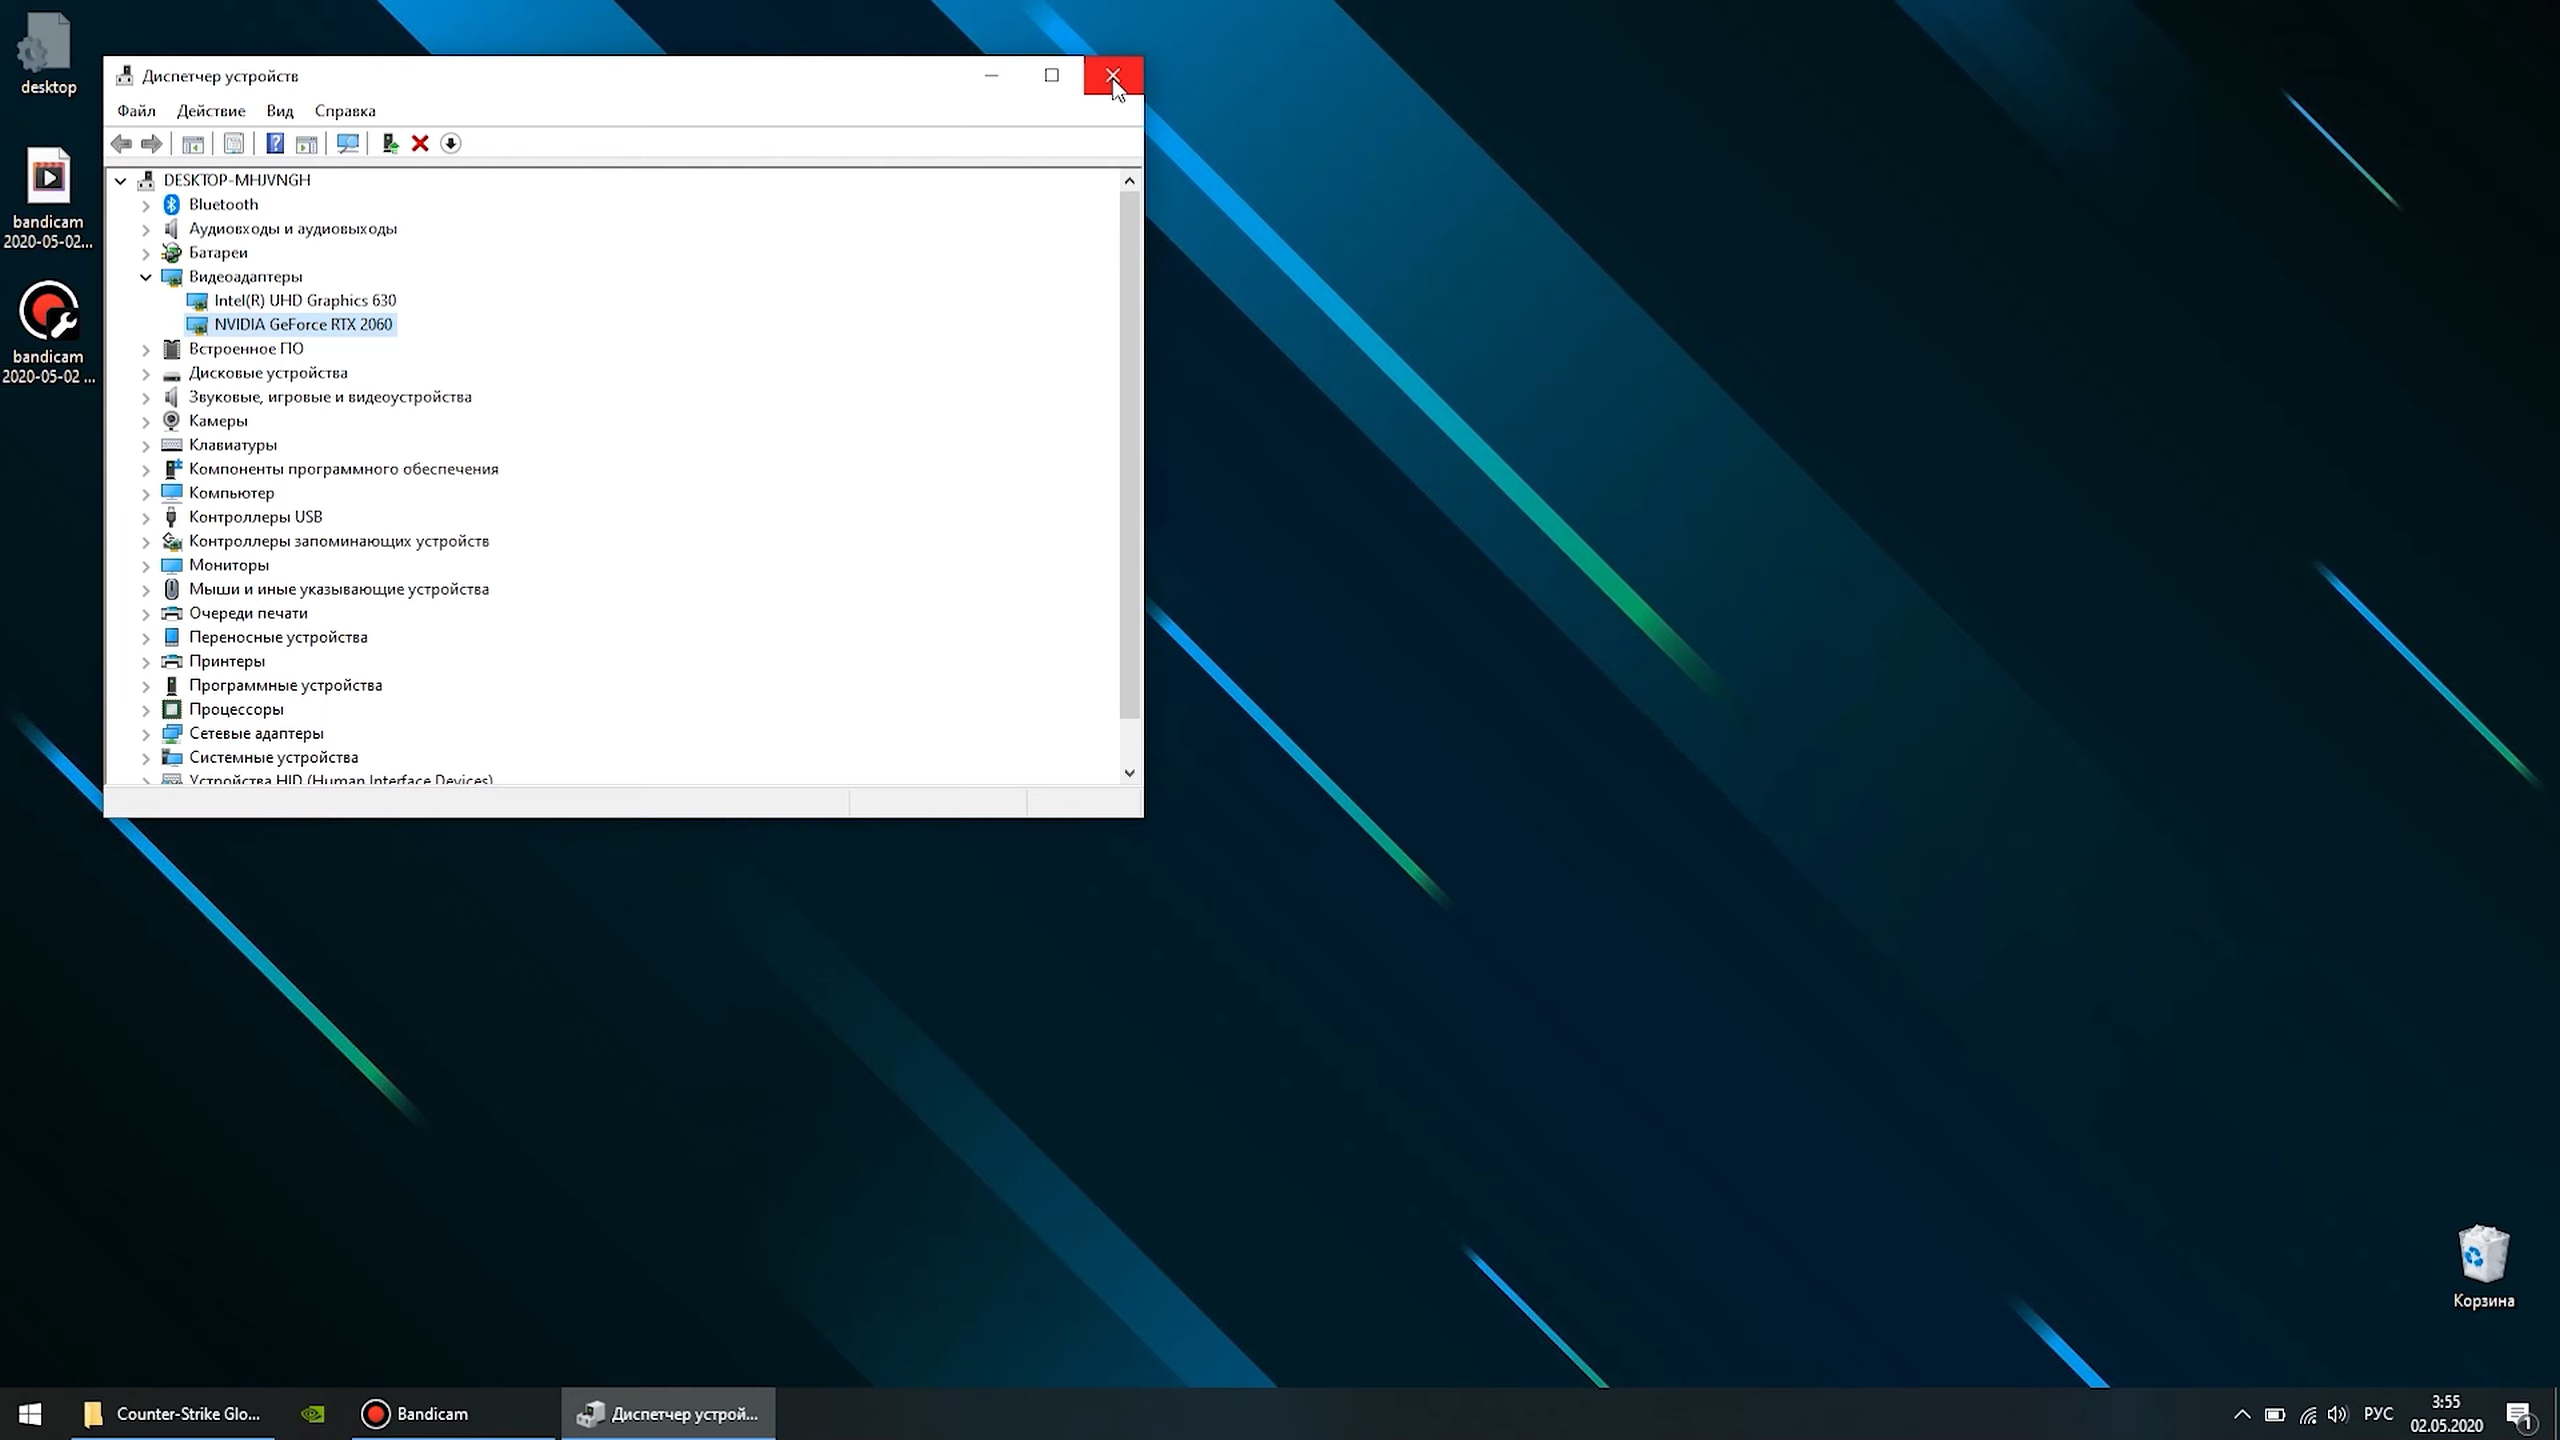 desktop
bandicam
2020-05-02...
bandicam
2020-05-02 ...
Диспетчер устройств
Файл Действие Вид Справка
DESKTOP-MHJVNGH
Bluetooth
Аудиовходы и аудиовыходы
Батареи
Видеоадаптеры
Intel(R) UHD Graphics 630
NVIDIA GeForce RTX 2060
Встроенное ПО
Дисковые устройства
Звуковые, игровые и видеоустройства
Камеры
Клавиатуры
Компоненты программного обеспечения
Компьютер
Контроллеры USB
Контроллеры запоминающих устройств
Мониторы
Мыши и иные указывающие устройства
Очереди печати
Переносные устройства
Принтеры
Программные устройства
Процессоры
Сетевые адаптеры
Системные устройства
Устройства HID (Human Interface Devices)
Корзина
Counter-Strike Glo...
Bandicam
Диспетчер устрой...
РУС
3:55
02.05.2020
1